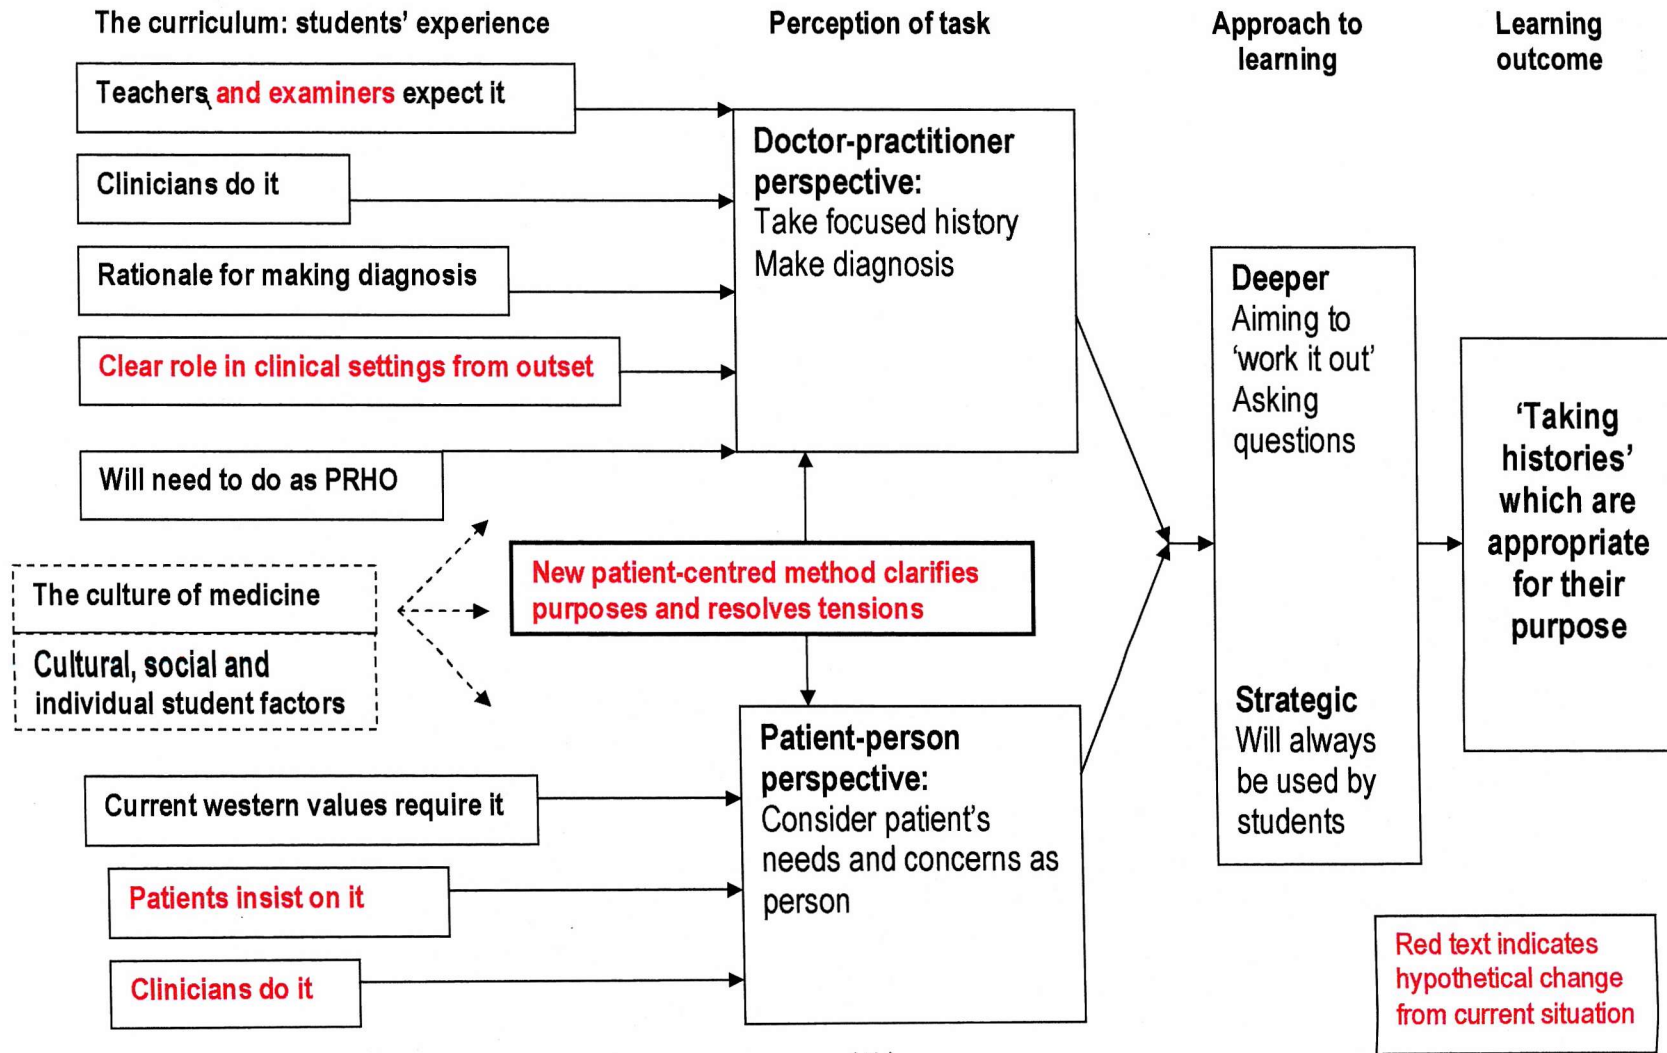 The curriculum: students’ experience
Perception of task
Approach to
learning
Learning
outcome
Teachers, and examiners expect it
Clinicians do it
Rationale for making diagnosis
Clear role in clinical settings from outset
Will need to do as PRHO
The culture of medicine
Cultural, social and
individual student factors
Current western values require it
Patients insist on it
Clinicians do it
Doctor-practitioner
perspective:
Take focused history
Make diagnosis
New patient-centred method clarifies
purposes and resolves tensions
Patient-person
perspective:
Consider patient’s
needs and concerns as
person
Deeper
Aiming to
‘work it out’
Asking
questions
Strategic
Will always
be used by
students
‘Taking
histories’
which are
appropriate
for their
purpose
Red text indicates
hypothetical change
from current situation